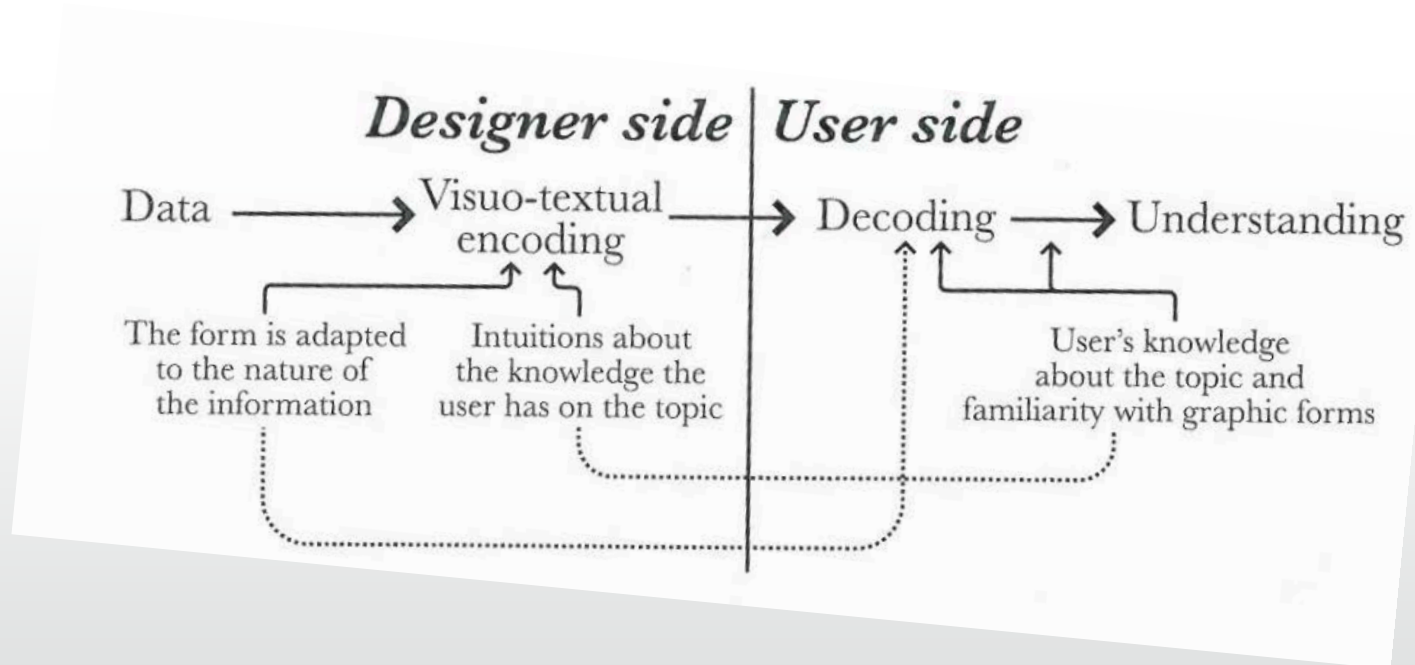 Designer side
User side
Data
Visuo-textual
encoding
Decoding
Understanding
The form is adapted
to the nature of
the information
Intuitions about
the knowledge the
user has on the topic
User’s knowledge
about the topic and
familiarity with graphic forms